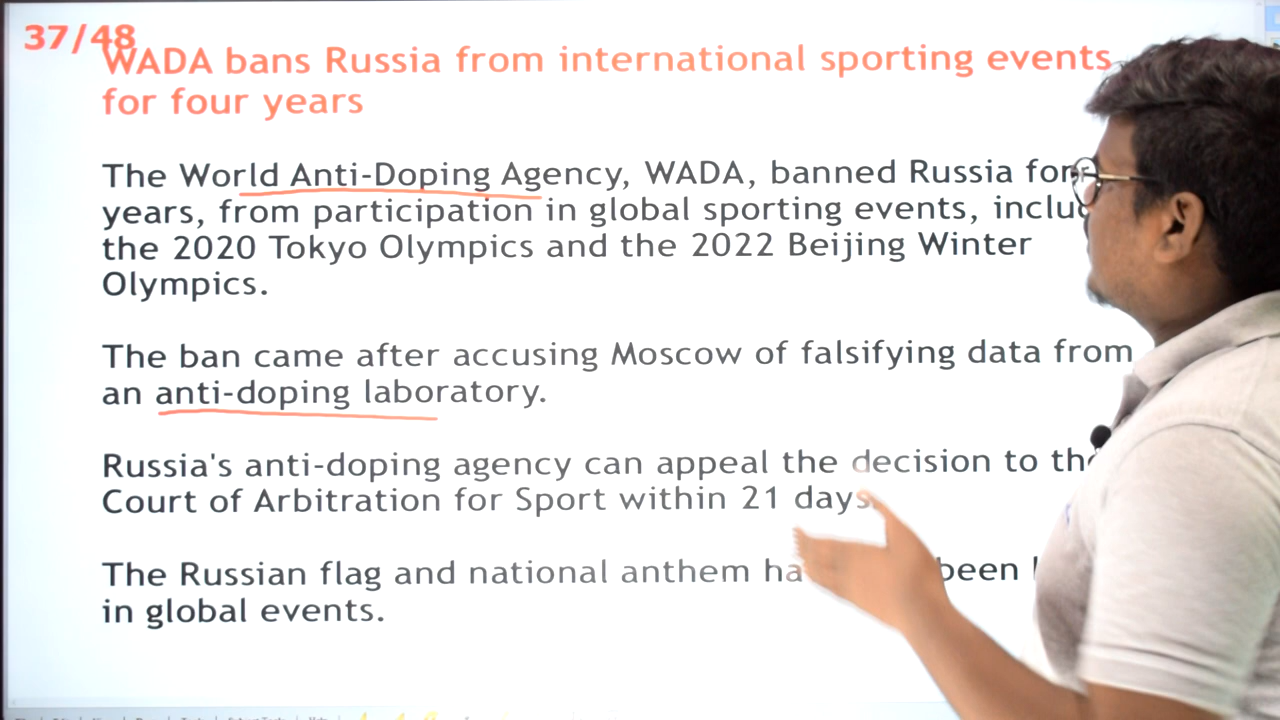 37/48
WADA bans Russia from international sporting events
for four years
The World Anti-Doping Agency, WADA, banned Russia for
years, from participation in global sporting events,
the 2020 Tokyo Olympics and the 2022 Beijing Winter
Olympics.
The ban came after accusing Moscow of falsifying data from
an anti-doping laboratory.
Russia's anti-doping agency can appeal the decision to
Court of Arbitration for Sport within 21 days.
The Russian flag and national anthem been
in global events.